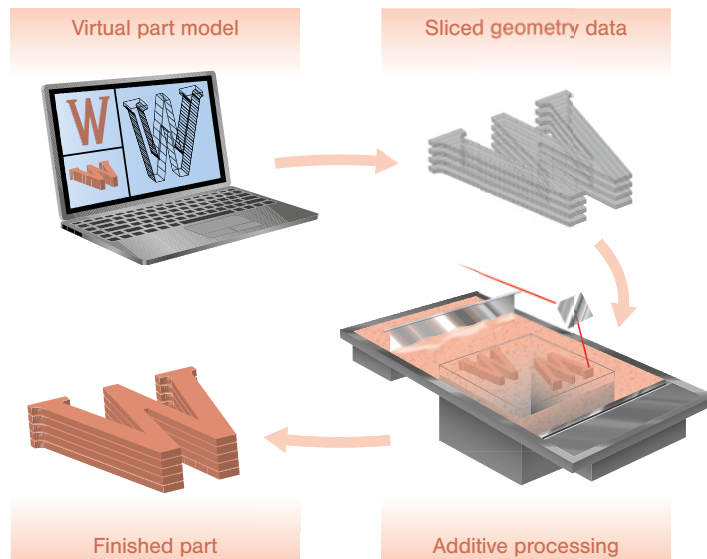 Virtual part model
Sliced geometry data
W
W
W
Finished part
Additive processing